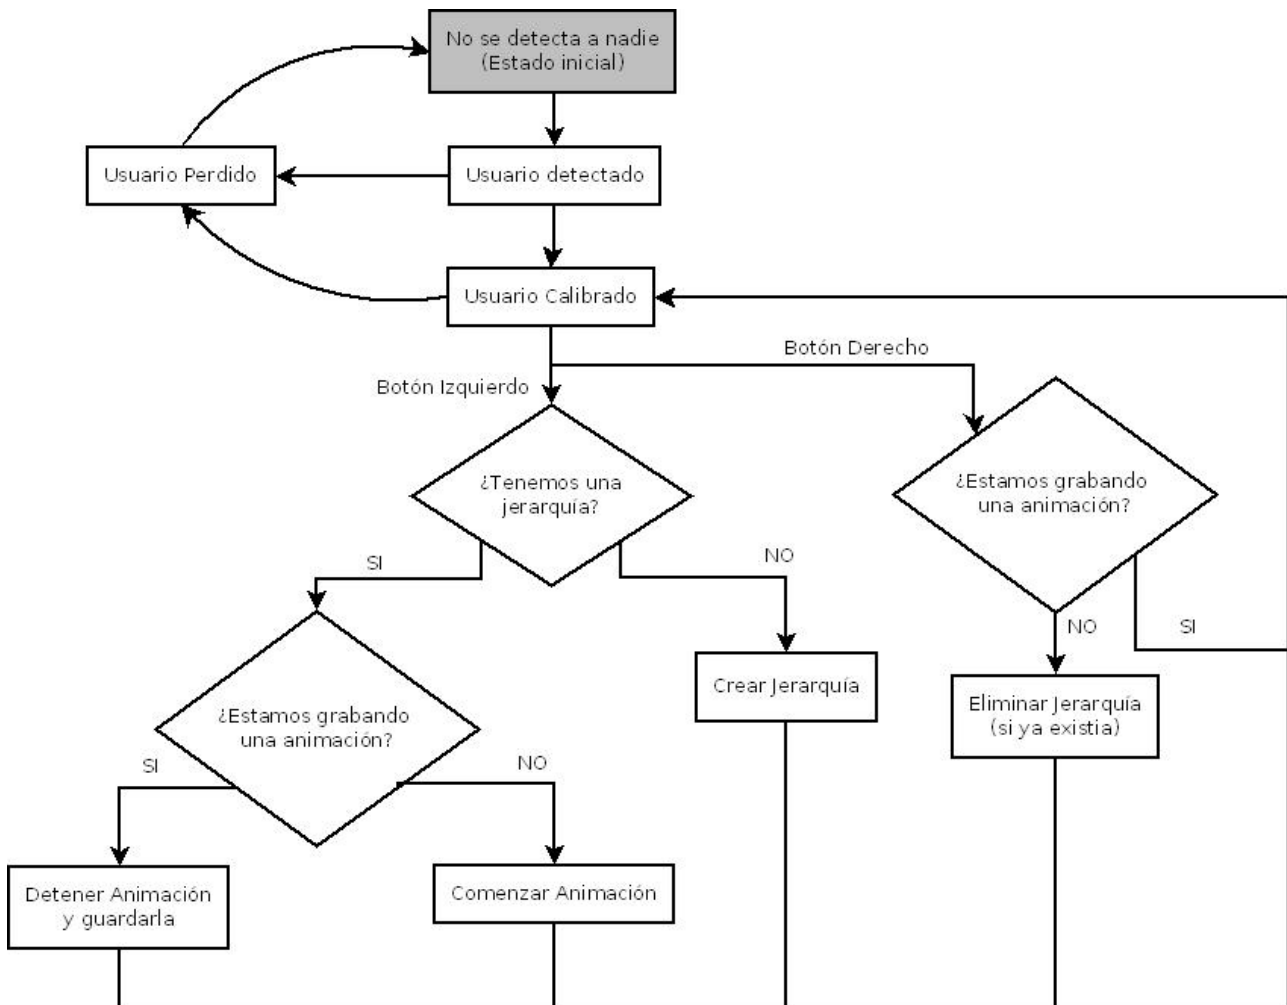 No se detecta a nadie
(Estado inicial)
Usuario Perdido
Usuario detectado
Usuario Calibrado
Botón Derecho
Botón Izquierdo
¿Tenemos una
jerarquía?
¿Estamos grabando
una animación?
SI
NO
NO
SI
Crear Jerarquía
Eliminar Jerarquía
(si ya existia)
¿Estamos grabando
una animación?
SI
NO
Detener Animación
y guardarla
Comenzar Animación